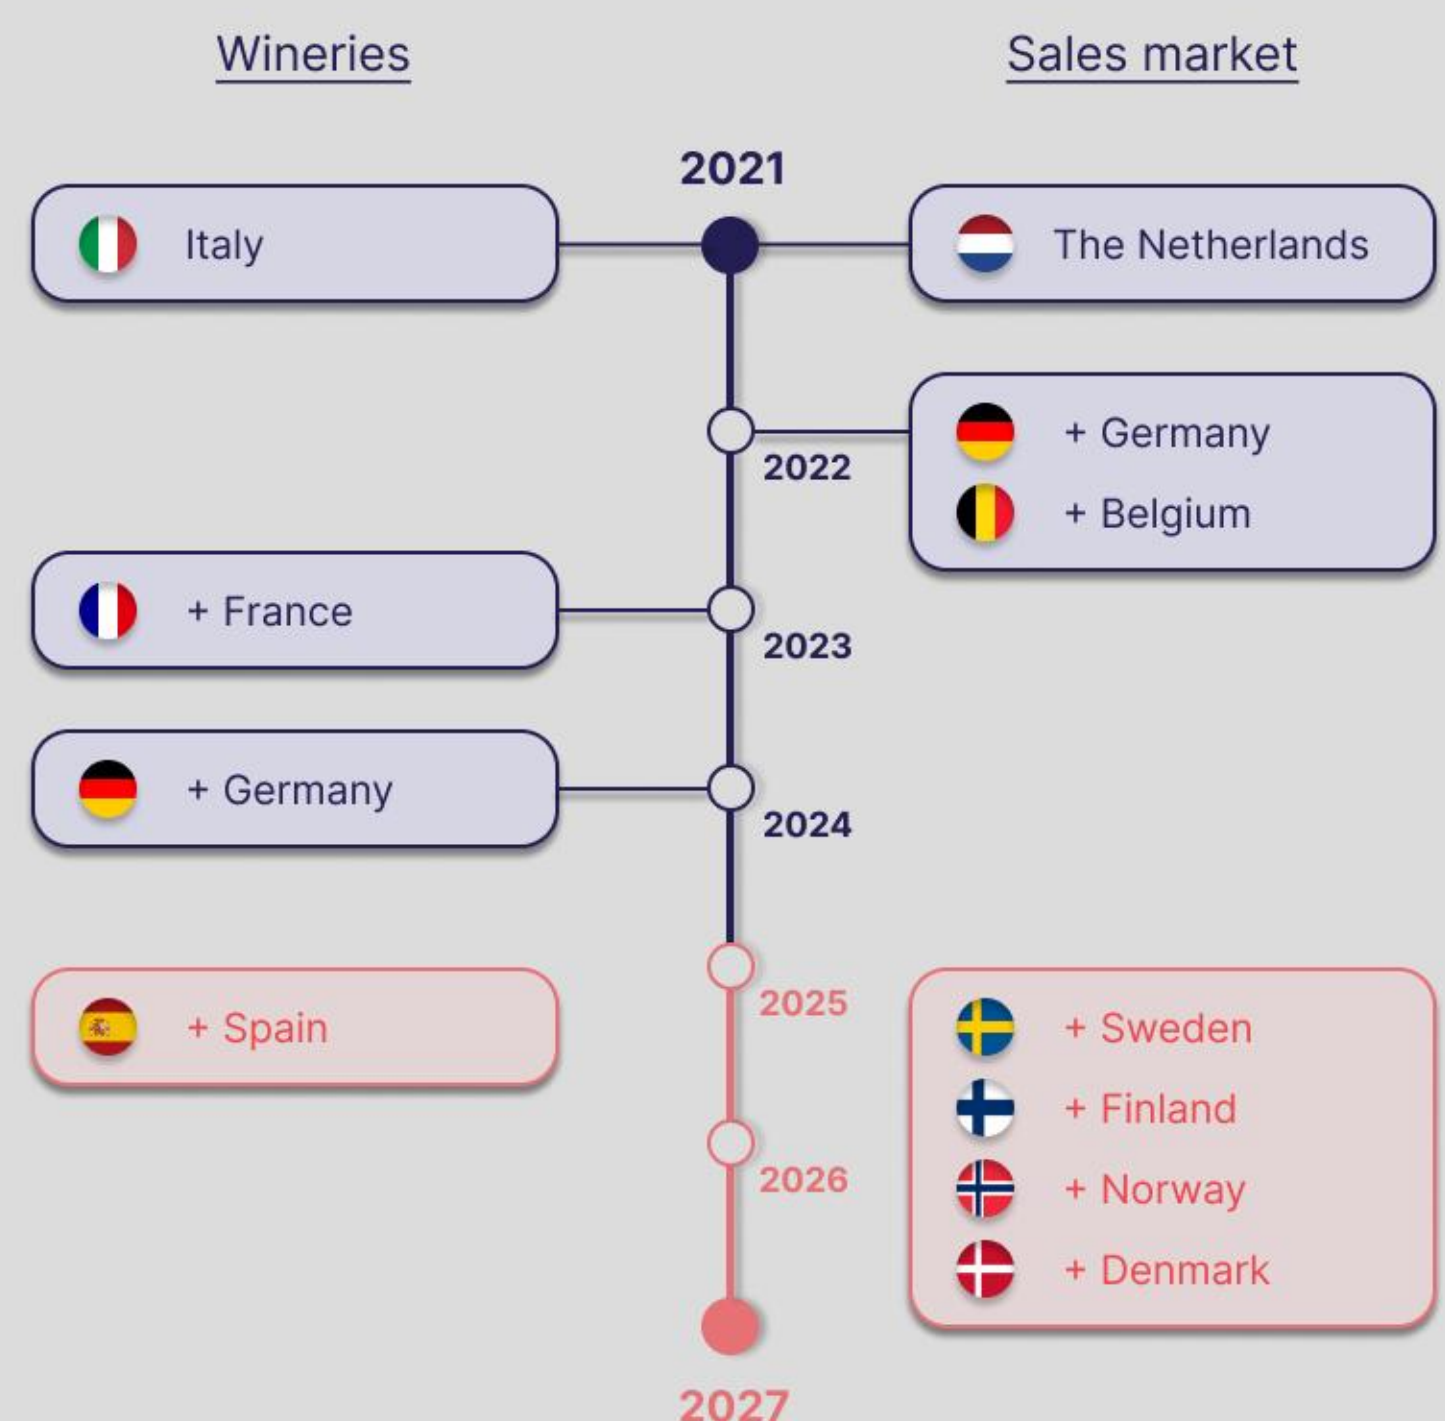 Wineries
Sales market
2021
Italy
The Netherlands
+ Germany
2022
+ Belgium
+ France
2023
+ Germany
2024
2025
+ Spain
+ Sweden
+ Finland
2026
+ Norway
+ Denmark
2027